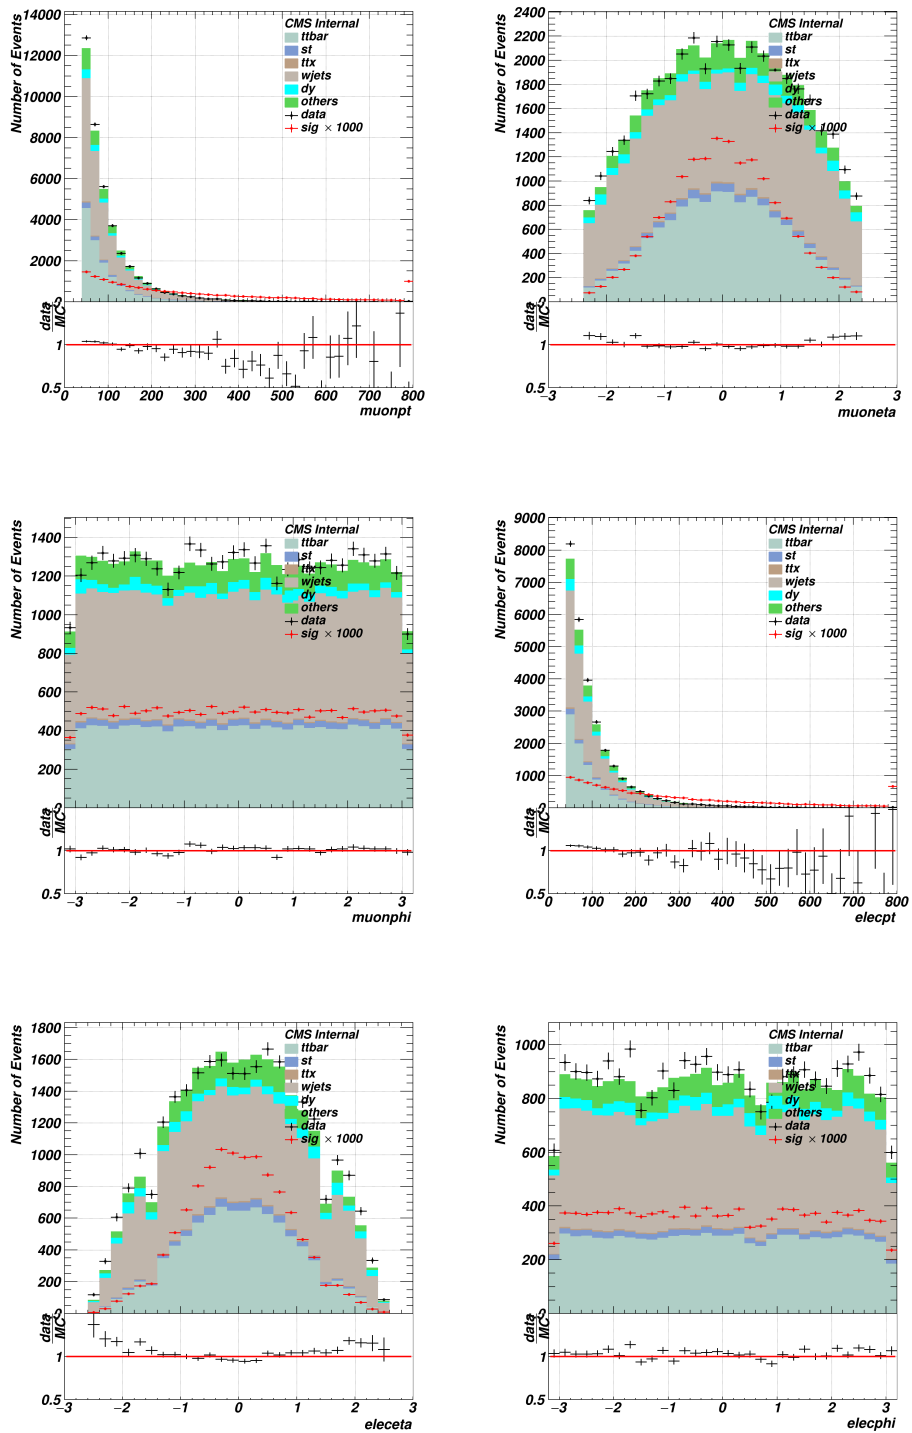 Number of Events
14000
12000
10000
8000
6000
4000
2000
0
CMS Internal
ttbar
st
ttx
wjets
dy
others
data
sig × 1000
data
MC
1
0.5
0 100 200 300 400 500 600 700 800
muonpt
Number of Events
2400
2200
2000
1800
1600
1400
1200
1000
800
600
400
200
0
CMS Internal
ttbar
st
ttx
wjets
dy
others
data
sig × 1000
data
MC
1
0.5
−3 −2 −1 0 1 2 3
muoneta
Number of Events
1400
1200
1000
800
600
400
200
0
CMS Internal
ttbar
st
ttx
wjets
dy
others
data
sig × 1000
data
MC
1
0.5
−3 −2 −1 0 1 2 3
muonphi
Number of Events
9000
8000
7000
6000
5000
4000
3000
2000
1000
0
CMS Internal
ttbar
st
ttx
wjets
dy
others
data
sig × 1000
data
MC
1
0.5
0 100 200 300 400 500 600 700 800
elecpt
Number of Events
1800
1600
1400
1200
1000
800
600
400
200
0
CMS Internal
ttbar
st
ttx
wjets
dy
others
data
sig × 1000
data
MC
1
0.5
−3 −2 −1 0 1 2 3
eleceta
Number of Events
1000
800
600
400
200
0
CMS Internal
ttbar
st
ttx
wjets
dy
others
data
sig × 1000
data
MC
1
0.5
−3 −2 −1 0 1 2 3
elecphi